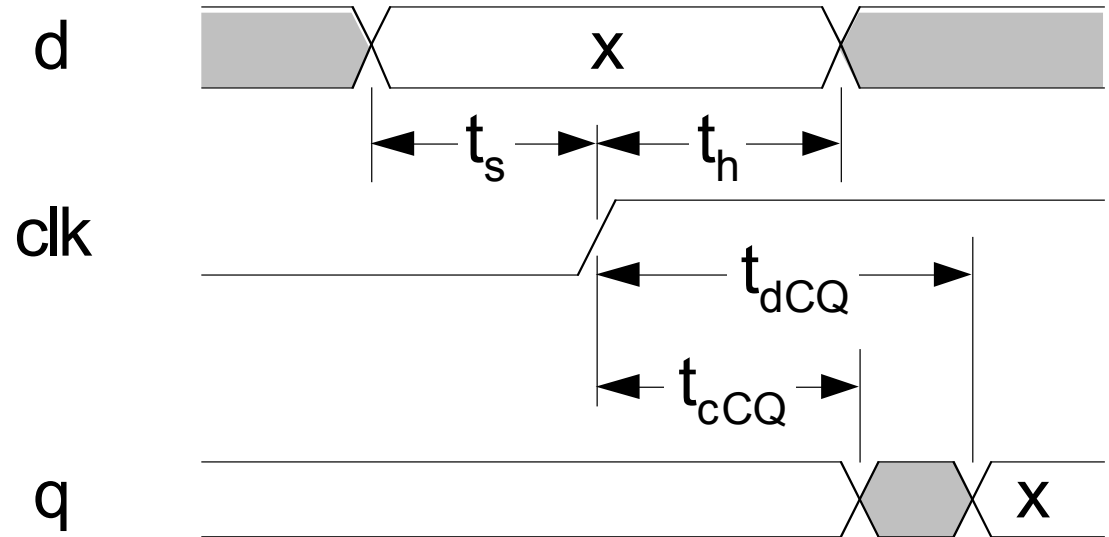 d x
t_s t_h
clk
t_dCQ
t_cCQ
q x